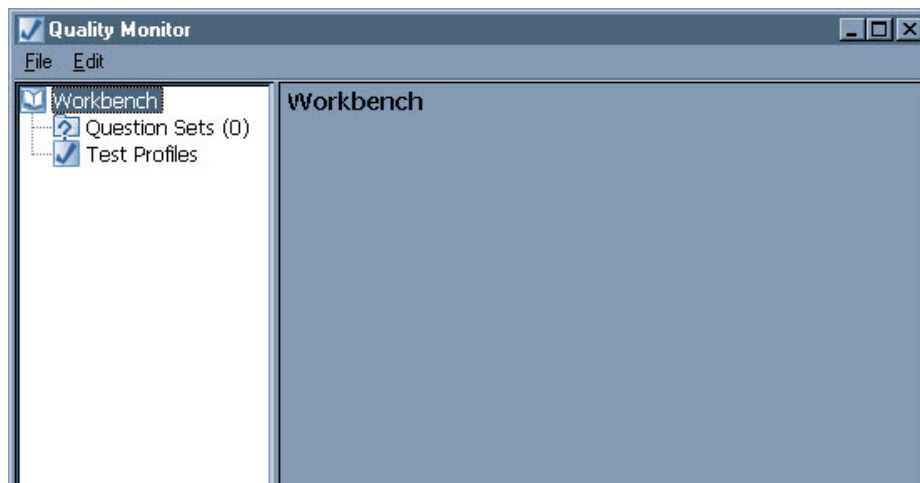 Quality Monitor
File Edit
Workbench
Question Sets (0)
Test Profiles
Workbench